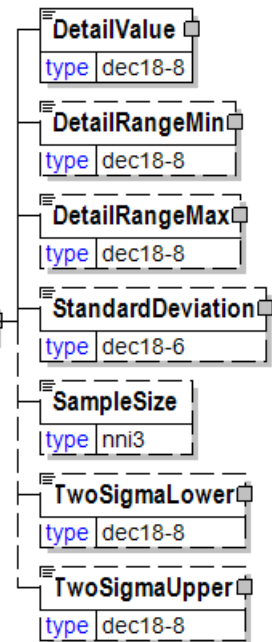 DetailValue
type dec18-8
DetailRangeMin
type dec18-8
DetailRangeMax
type dec18-8
StandardDeviation
type dec18-6
SampleSize
type nni3
TwoSigmaLower
type dec18-8
TwoSigmaUpper
type dec18-8